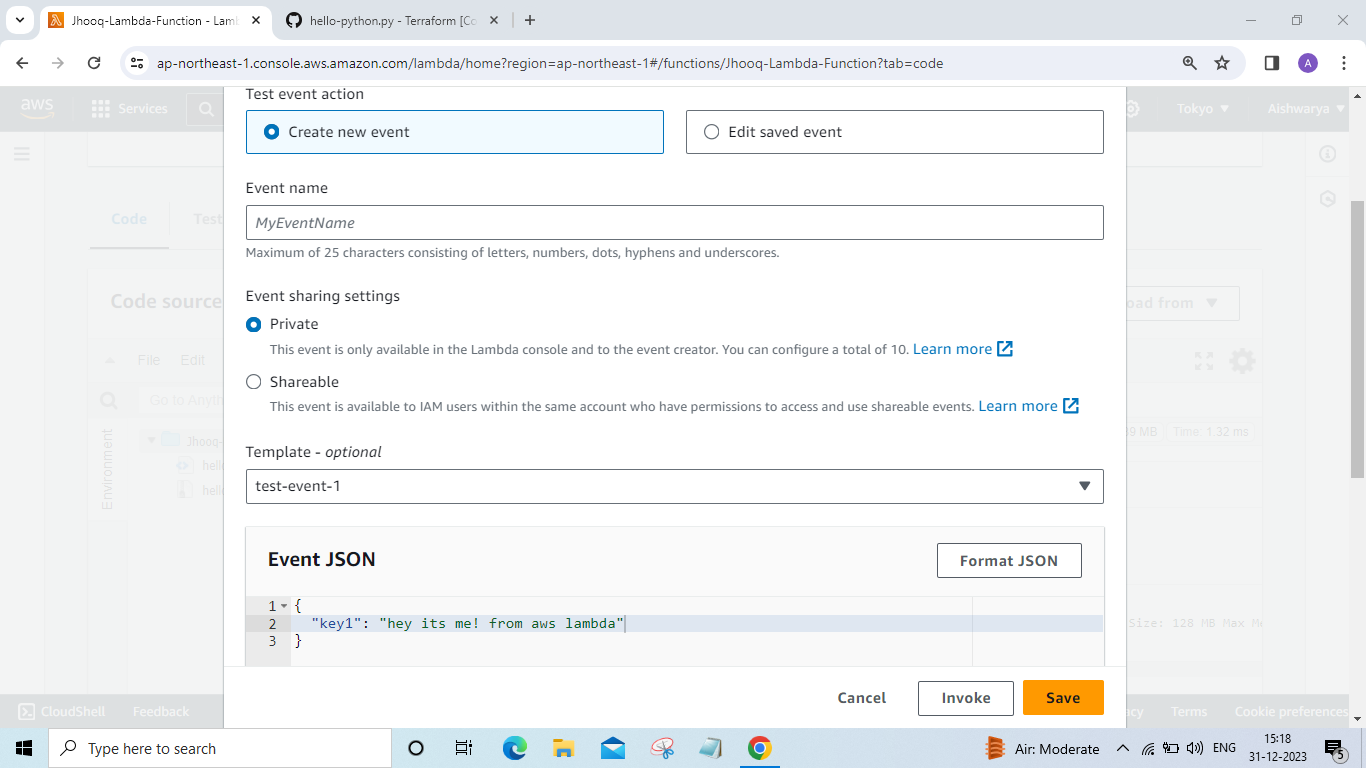 Jhooq-Lambda-Function - Lamb
hello-python.py - Terraform [Co
ap-northeast-1.console.aws.amazon.com/lambda/home?region=ap-northeast-1#/functions/Jhooq-Lambda-Function?tab=code
A
aws
Services
Tokyo
Aishwarya
Test event action
Create new event
Edit saved event
Event name
MyEventName
Maximum of 25 characters consisting of letters, numbers, dots, hyphens and underscores.
Code
Test
Code source
oad from
Event sharing settings
Private
This event is only available in the Lambda console and to the event creator. You can configure a total of 10. Learn more
Shareable
This event is available to IAM users within the same account who have permissions to access and use shareable events. Learn more
File Edit
Go to Anyth
Environment
Jhooq-
hell
hell
MB Time: 1.32 ms
Template - optional
test-event-1
Event JSON
Format JSON
1 {
2 "key1": "hey its me! from aws lambda"
3 }
Size: 128 MB Max Me
Cancel
Invoke
Save
CloudShell
Feedback
acy
Terms
Cookie preferences
Type here to search
Air: Moderate
ENG
15:18
31-12-2023
5